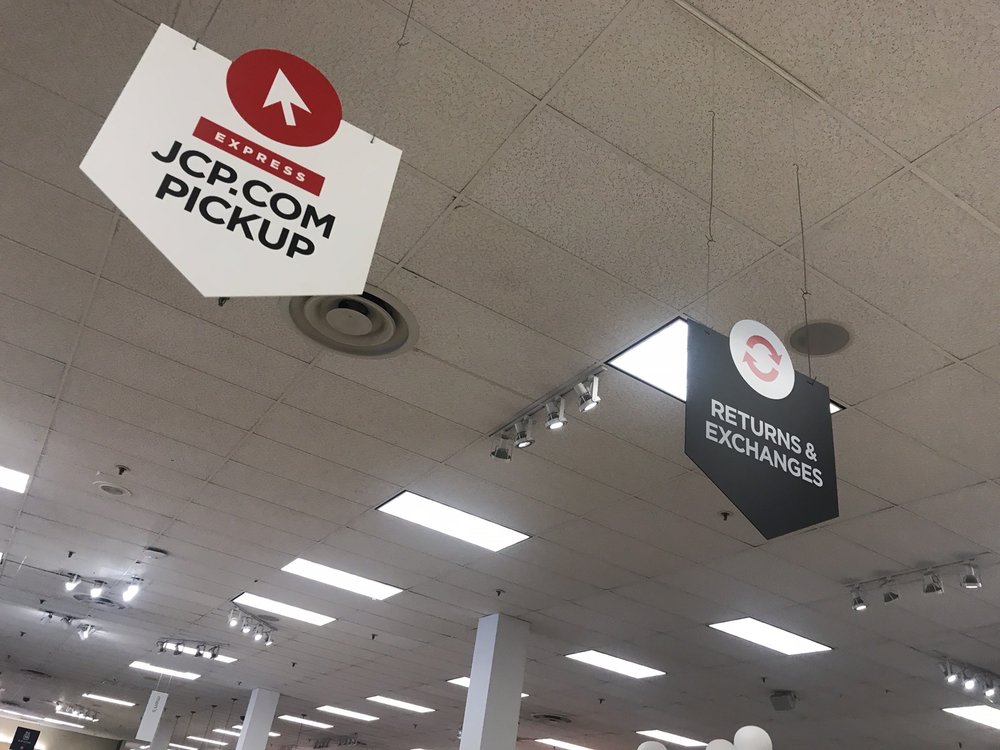 EXPRESS
JCP.COM
PICKUP
RETURNS &
EXCHANGES